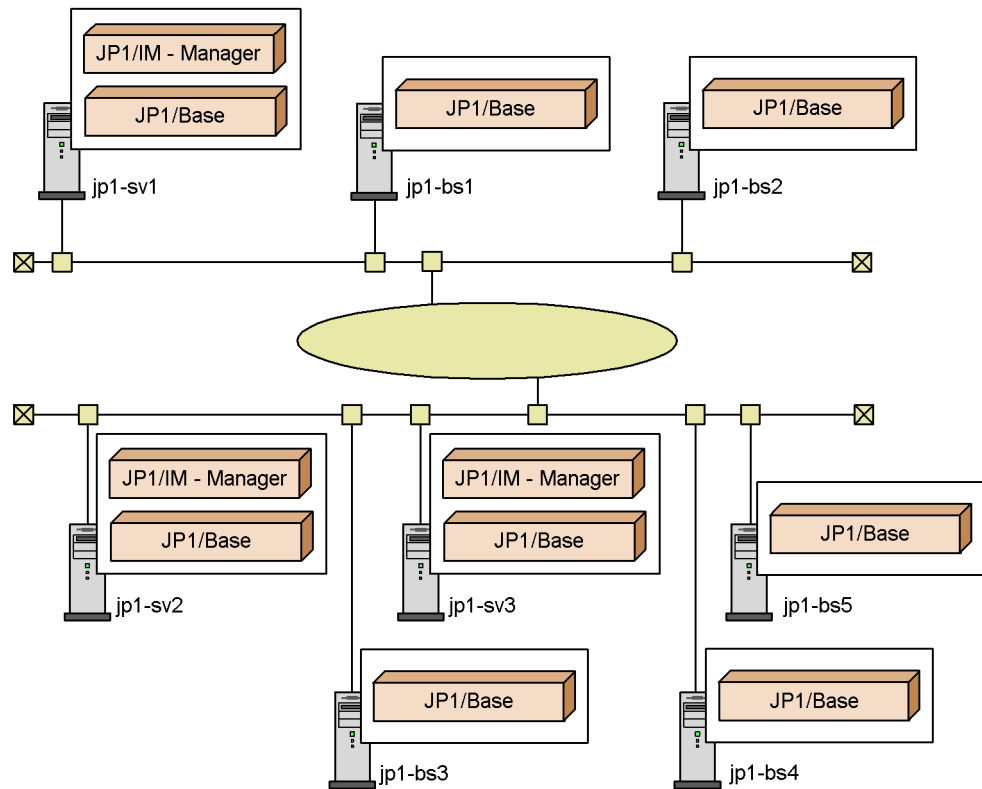 JP1/IM - Manager
JP1/Base
jp1-sv1
JP1/Base
jp1-bs1
JP1/Base
jp1-bs2
JP1/IM - Manager
JP1/Base
jp1-sv2
JP1/IM - Manager
JP1/Base
jp1-sv3
JP1/Base
jp1-bs5
JP1/Base
jp1-bs3
JP1/Base
jp1-bs4